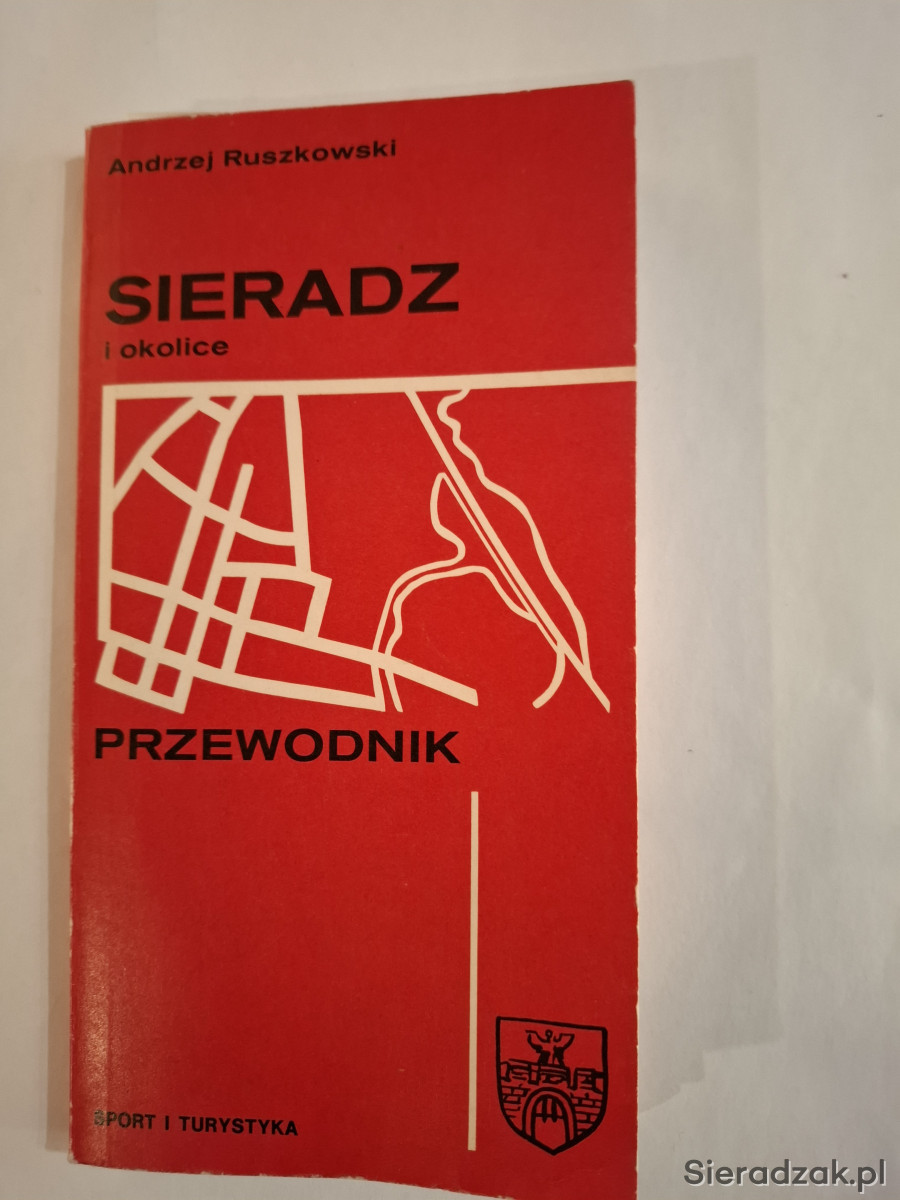 Andrzej Ruszkowski
SIERADZ
i okolice
PRZEWODNIK
SPORT I TURYSTYKA
Sieradzak.pl